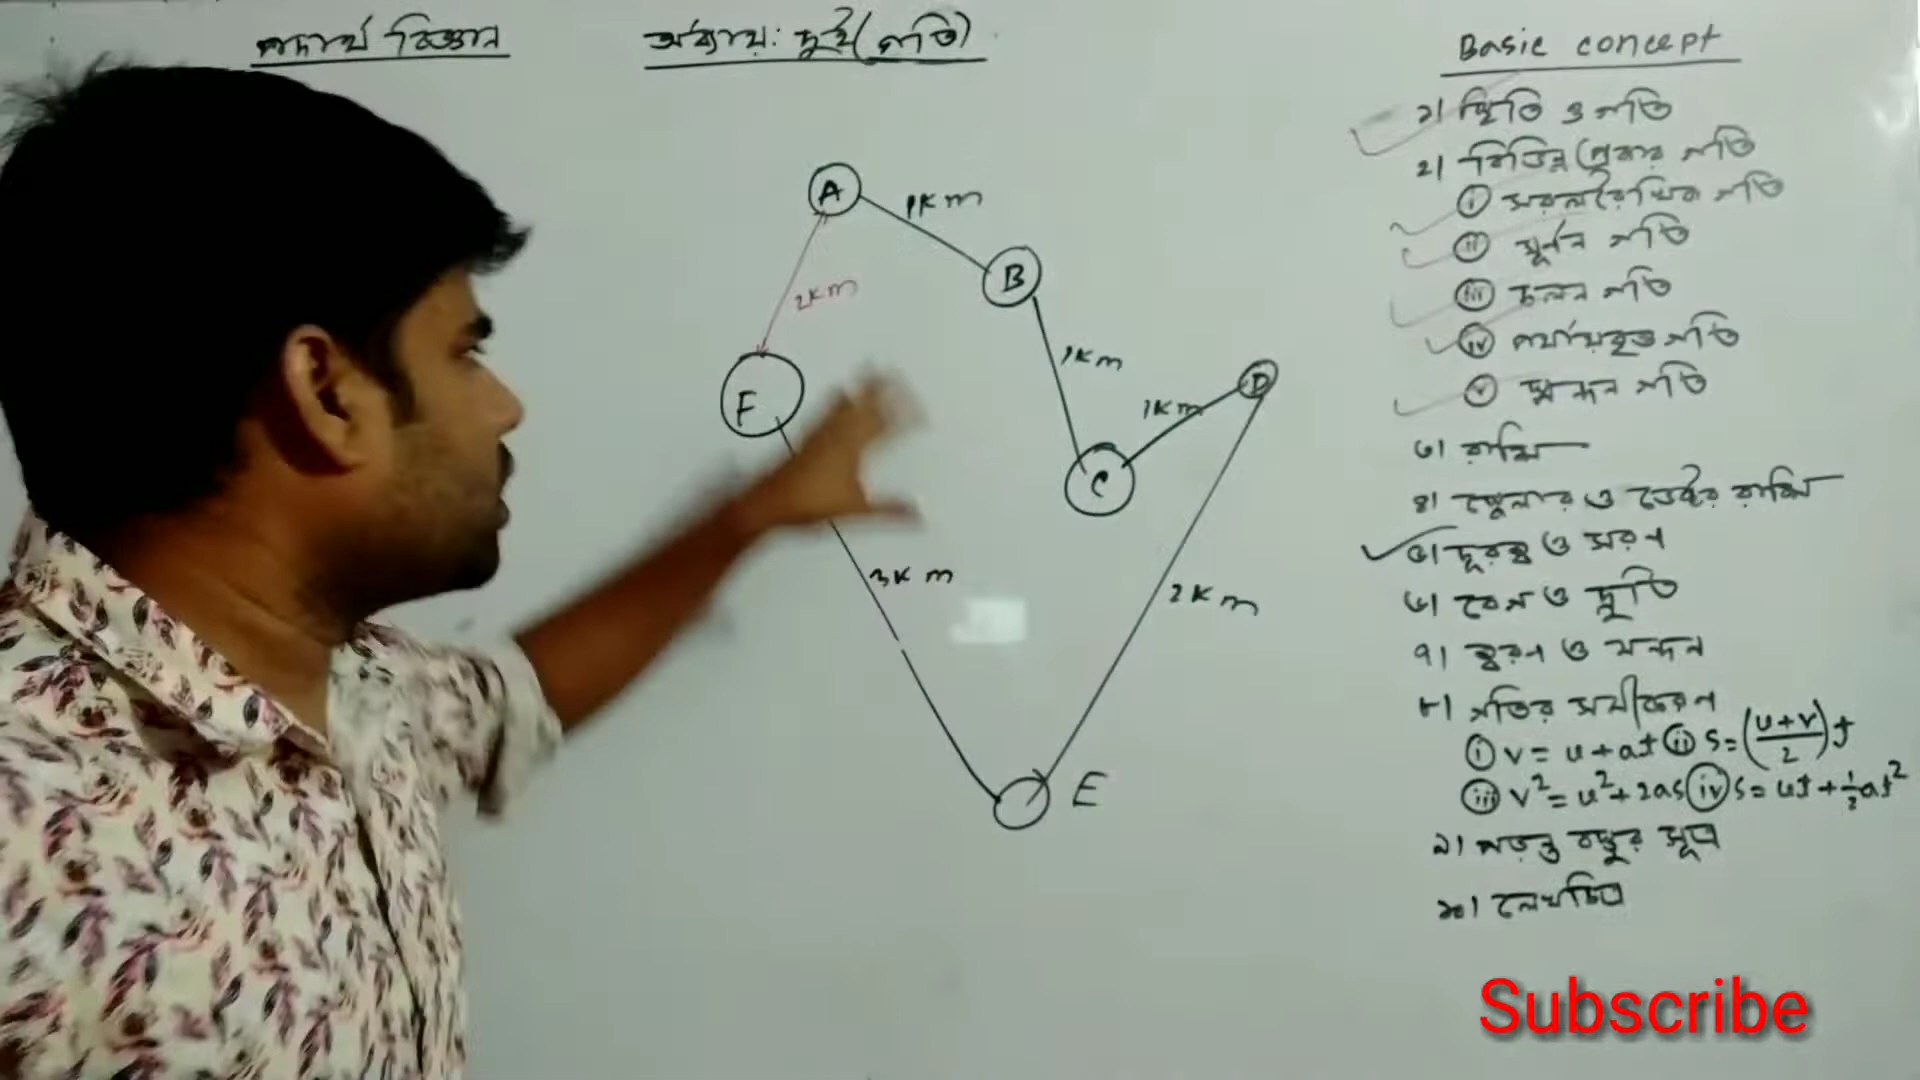 পদার্থ বিজ্ঞান
অধ্যায়: দুই (গতি)
A
1km
B
2km
1km
F
D
1km
C
3km
2km
E
Basic concept
১। স্থিতি ও গতি
২। বিভিন্ন প্রকার গতি
i সরলরৈখিক গতি
ii ঘূর্ণন গতি
iii চলন গতি
iv পর্যায়বৃত্ত গতি
v স্পন্দন গতি
৩। রাশি
৪। স্কেলার ও ভেক্টর রাশি
৫। দূরত্ব ও সরণ
৬। বেগ ও দ্রুতি
৭। ত্বরণ ও মন্দন
৮। গতির সমীকরণ
i v = u + at ii s = (u+v/2)t
iii v² = u² + 2as iv s = ut + ½at²
৯। পড়ন্ত বস্তুর সূত্র
১০। লেখচিত্র
Subscribe